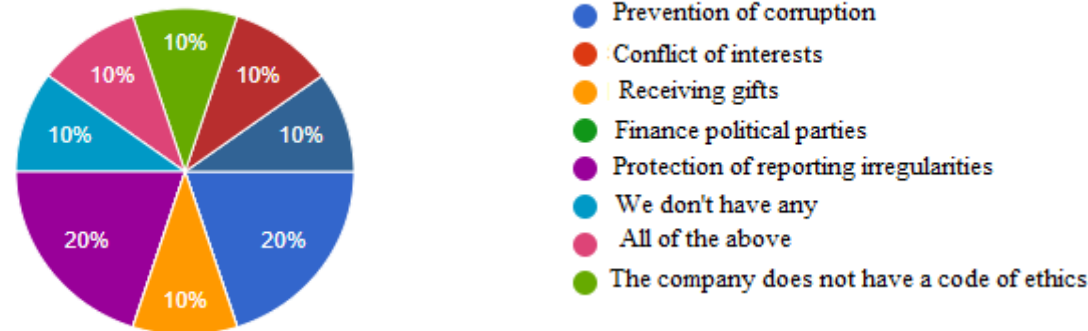 10%
10%
10%
10%
10%
20%
20%
10%
Prevention of corruption
Conflict of interests
Receiving gifts
Finance political parties
Protection of reporting irregularities
We don't have any
All of the above
The company does not have a code of ethics